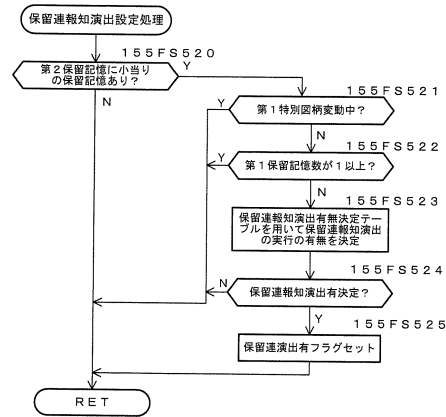 保留連報知演出設定処理
155FS520
第2保留記憶に小当り
の保留記憶あり?
Y
N
155FS521
第1特別図柄変動中?
Y
N
155FS522
第1保留記憶数が1以上?
Y
N
155FS523
保留連報知演出有無決定テー
ブルを用いて保留連報知演出
の実行の有無を決定
155FS524
保留連報知演出有決定?
N
Y
155FS525
保留連演出有フラグセット
RET